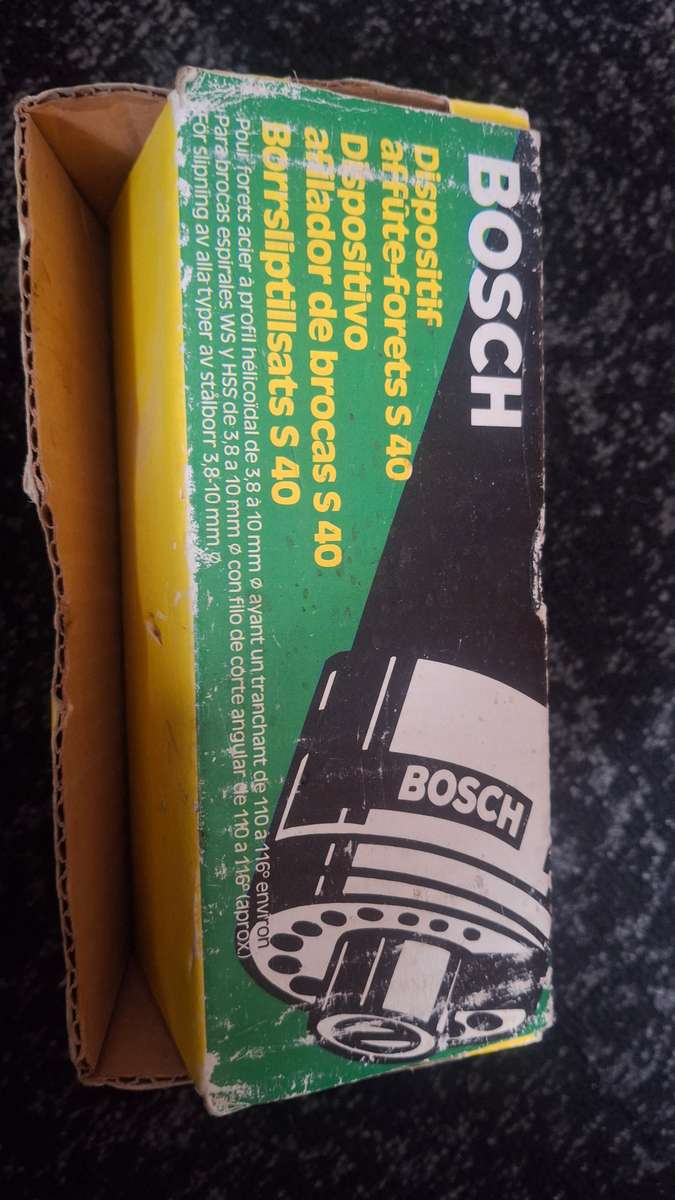 BOSCH
Dispositif
affûte-forets S 40
Dispositivo
afilador de brocas S 40
Borrsliptillsats S 40
Pour forets acier à profil hélicoïdal de 3,8 à 10 mm ø ayant un tranchant de 110 à 116° environ
Para brocas espirales WS y HSS de 3,8 a 10 mm ø con filo de corte angular de 110 a 116° (aprox)
För slipning av alla typer av stålborr 3,8-10 mm ø
BOSCH